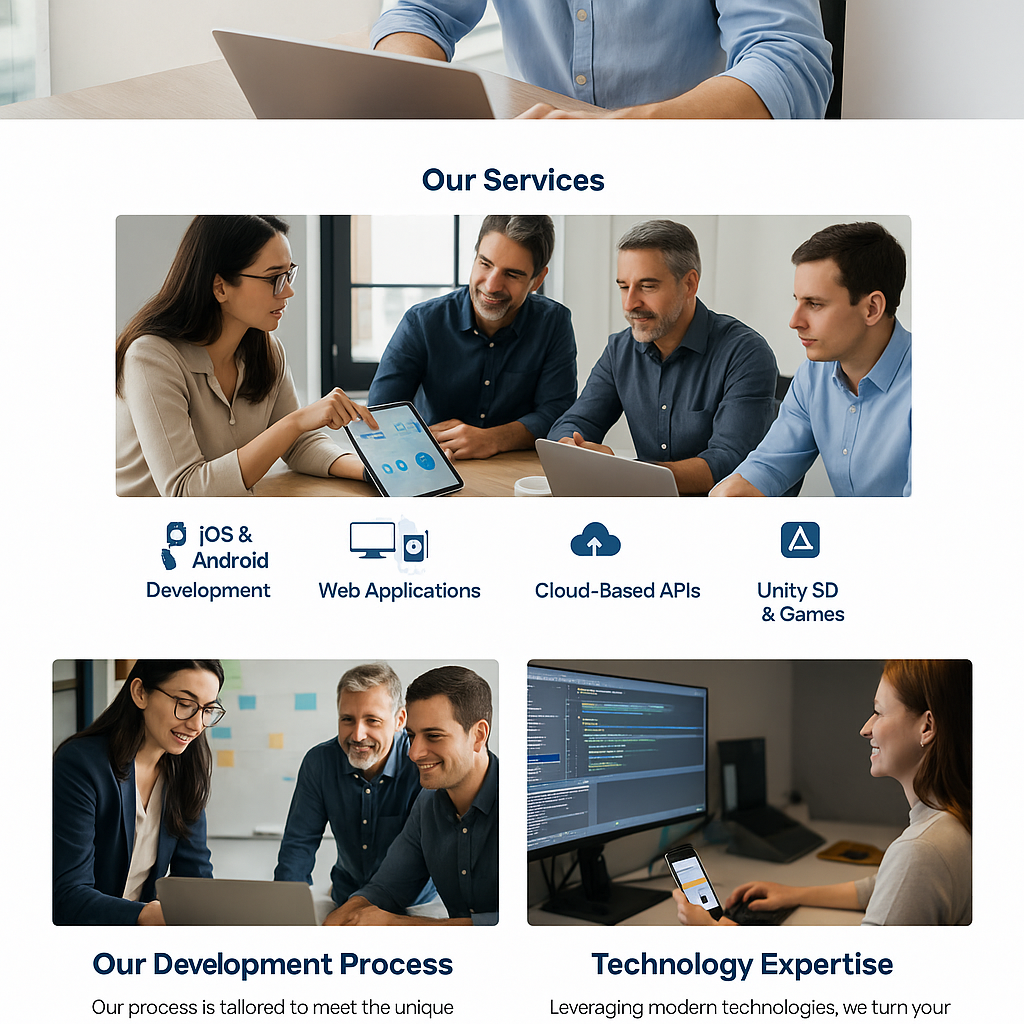 Our Services
jOS &
Android
Development
Web Applications
Cloud-Based APIs
Unity SD
& Games
Our Development Process
Technology Expertise
Our process is tallored to meet the unique
Leveraging modern technologies, we turn your